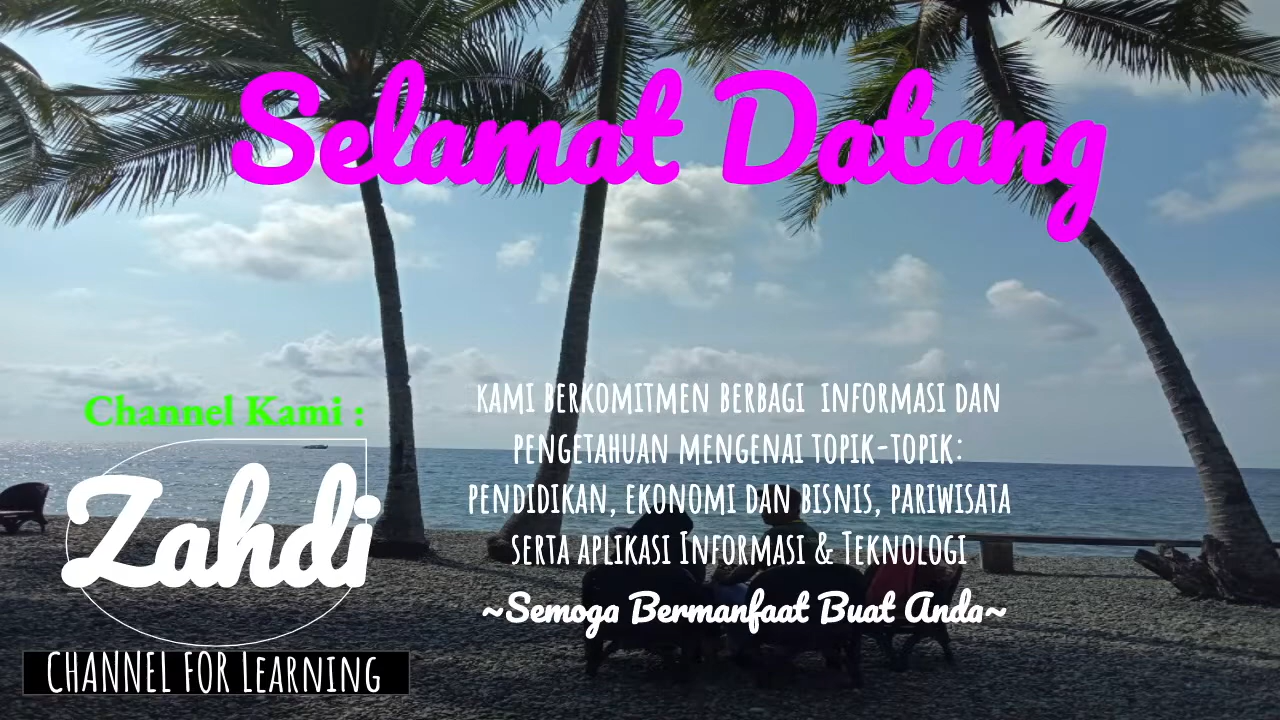 Selamat Datang
Channel Kami :
Zahdi
CHANNEL FOR Learning
KAMI BERKOMITMEN BERBAGI INFORMASI DAN
PENGETAHUAN MENGENAI TOPIK-TOPIK:
PENDIDIKAN, EKONOMI DAN BISNIS, PARIWISATA
SERTA APLIKASI INFORMASI & TEKNOLOGI
~Semoga Bermanfaat Buat Anda~